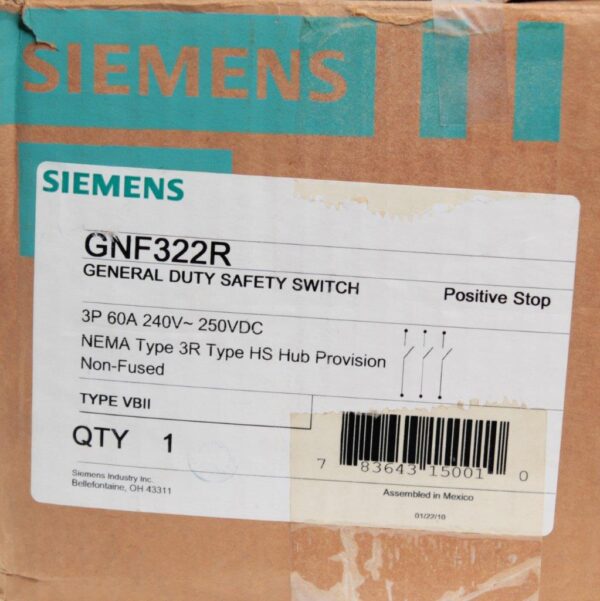 SIEMENS
SIEMENS
GNF322R
GENERAL DUTY SAFETY SWITCH
Positive Stop
3P 60A 240V~ 250VDC
NEMA Type 3R Type HS Hub Provision
Non-Fused
TYPE VBII
QTY 1
7 83643 15001 0
Siemens Industry Inc.
Bellefontaine, OH 43311
Assembled in Mexico
01/22/10